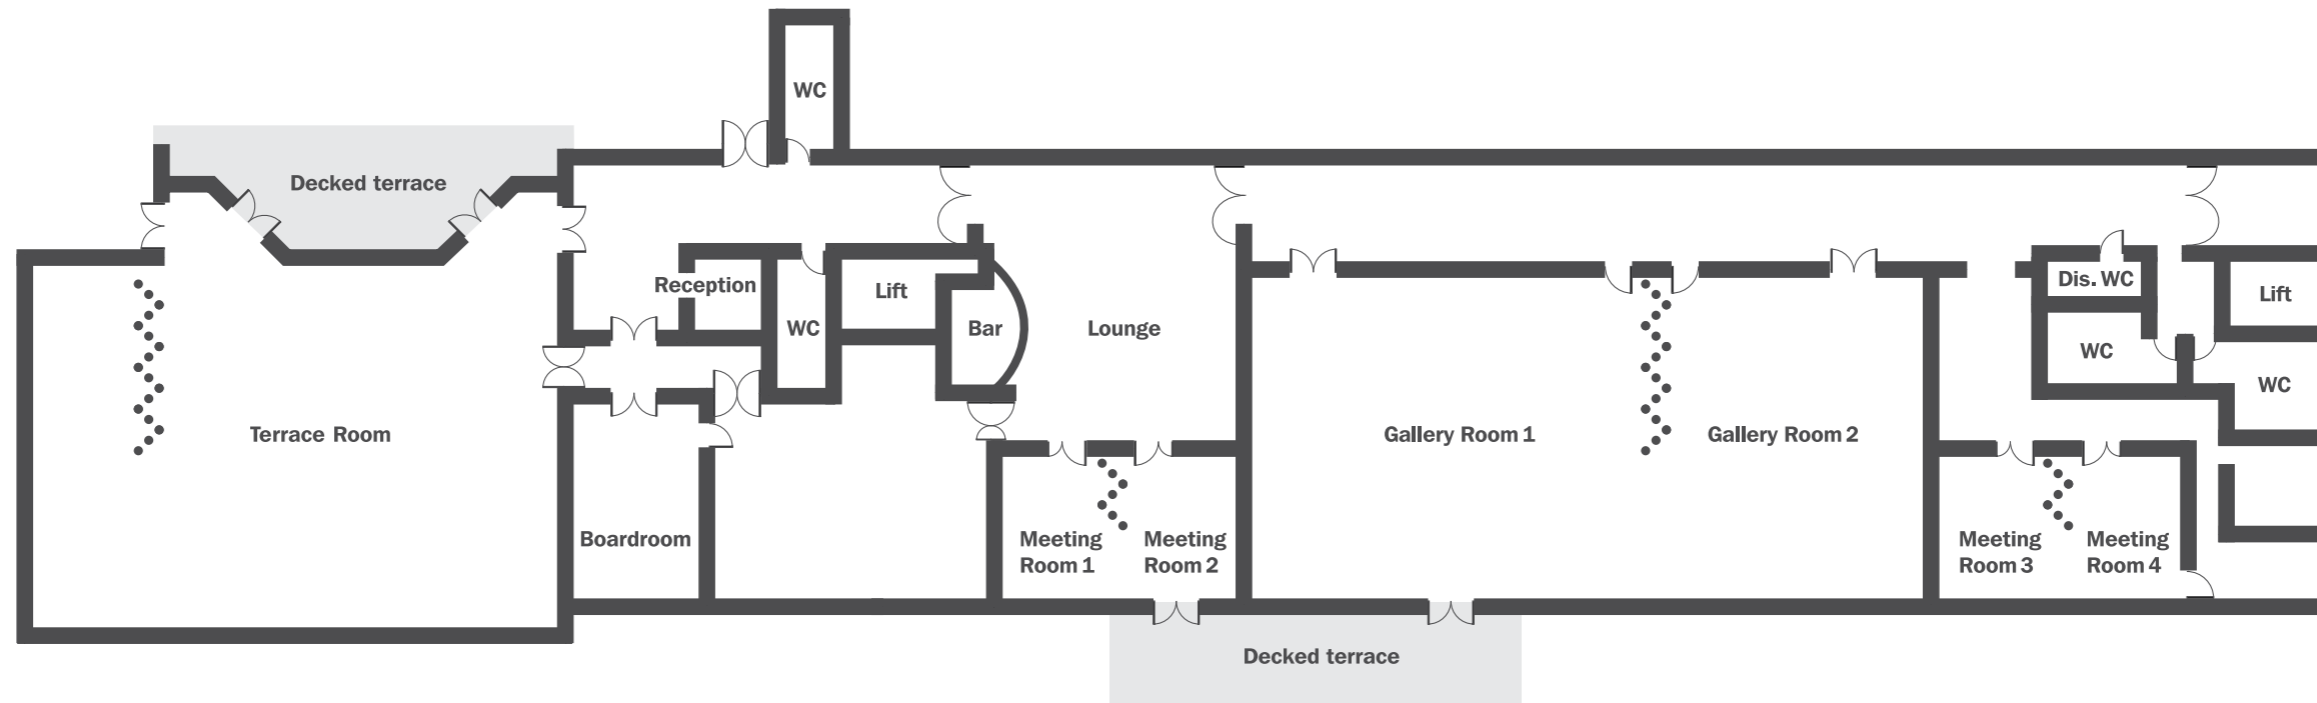 WC
Decked terrace
Reception
Lift
WC
Bar
Lounge
Dis. WC
Lift
WC
WC
Terrace Room
Gallery Room 1
Gallery Room 2
Boardroom
Meeting
Room 1
Meeting
Room 2
Meeting
Room 3
Meeting
Room 4
Decked terrace